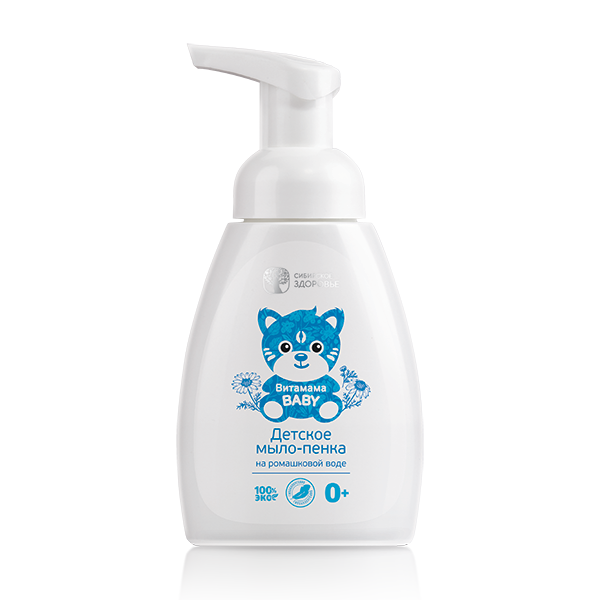 СИБИРСКОЕ
ЗДОРОВЬЕ
Витамама
BABY
Детское
мыло-пенка
на ромашковой воде
100%
ЭКО
0+